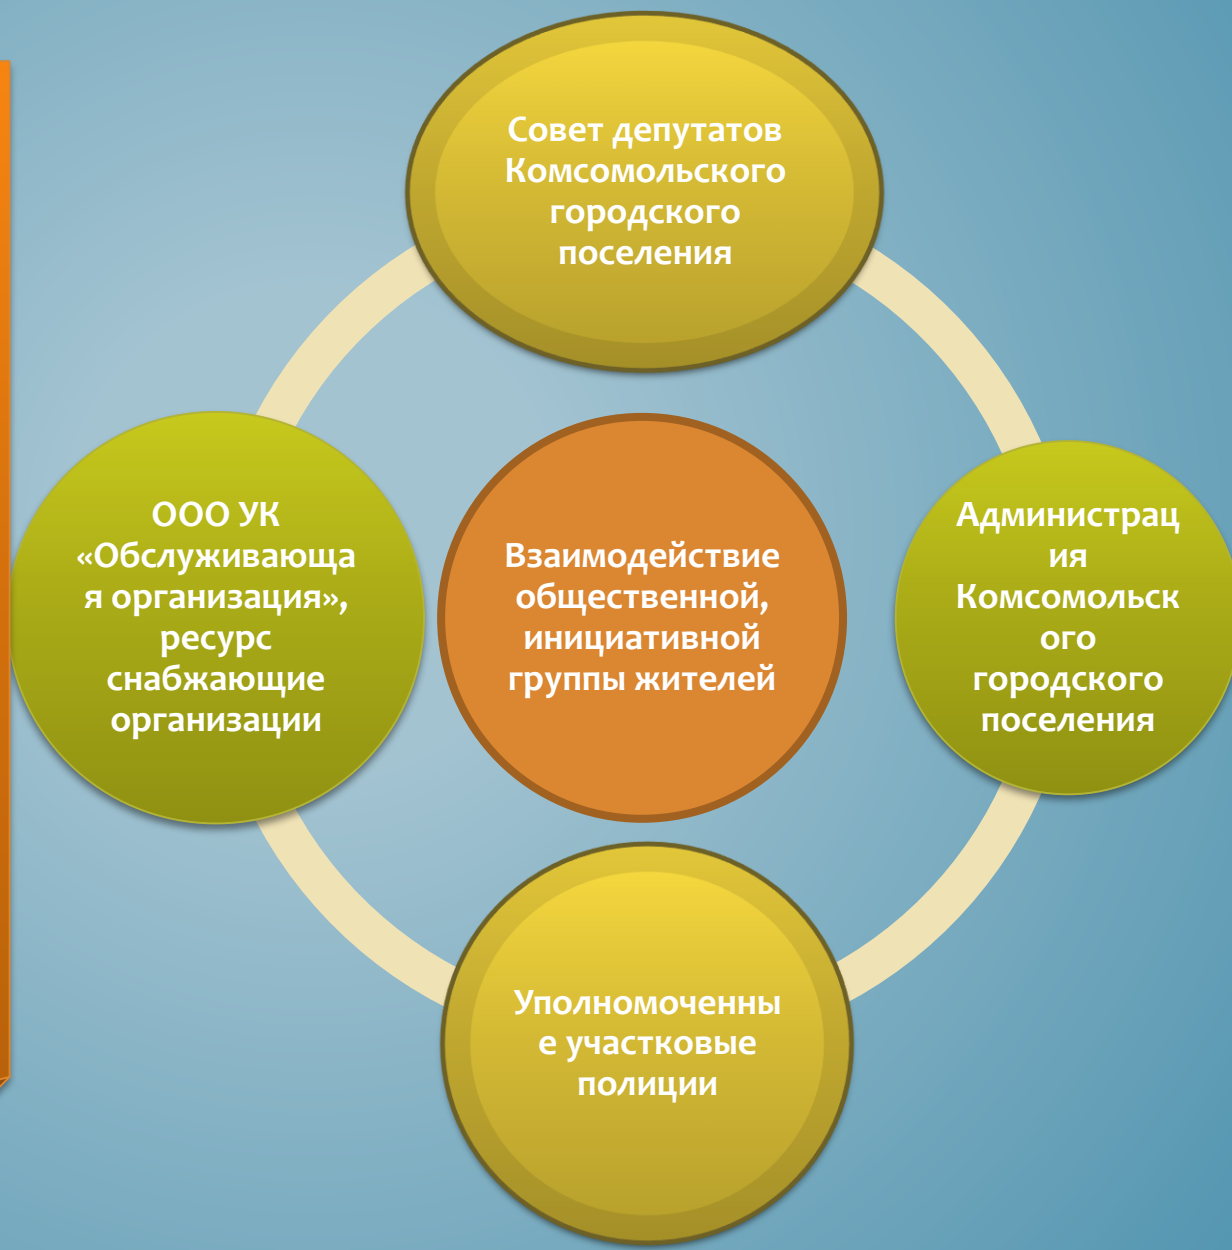 Совет депутатов
Комсомольского
городского
поселения
ООО УК
«Обслуживающа
я организация»,
ресурс
снабжающие
организации
Взаимодействие
общественной,
инициативной
группы жителей
Администрац
ия
Комсомольск
ого
городского
поселения
Уполномоченны
е участковые
полиции